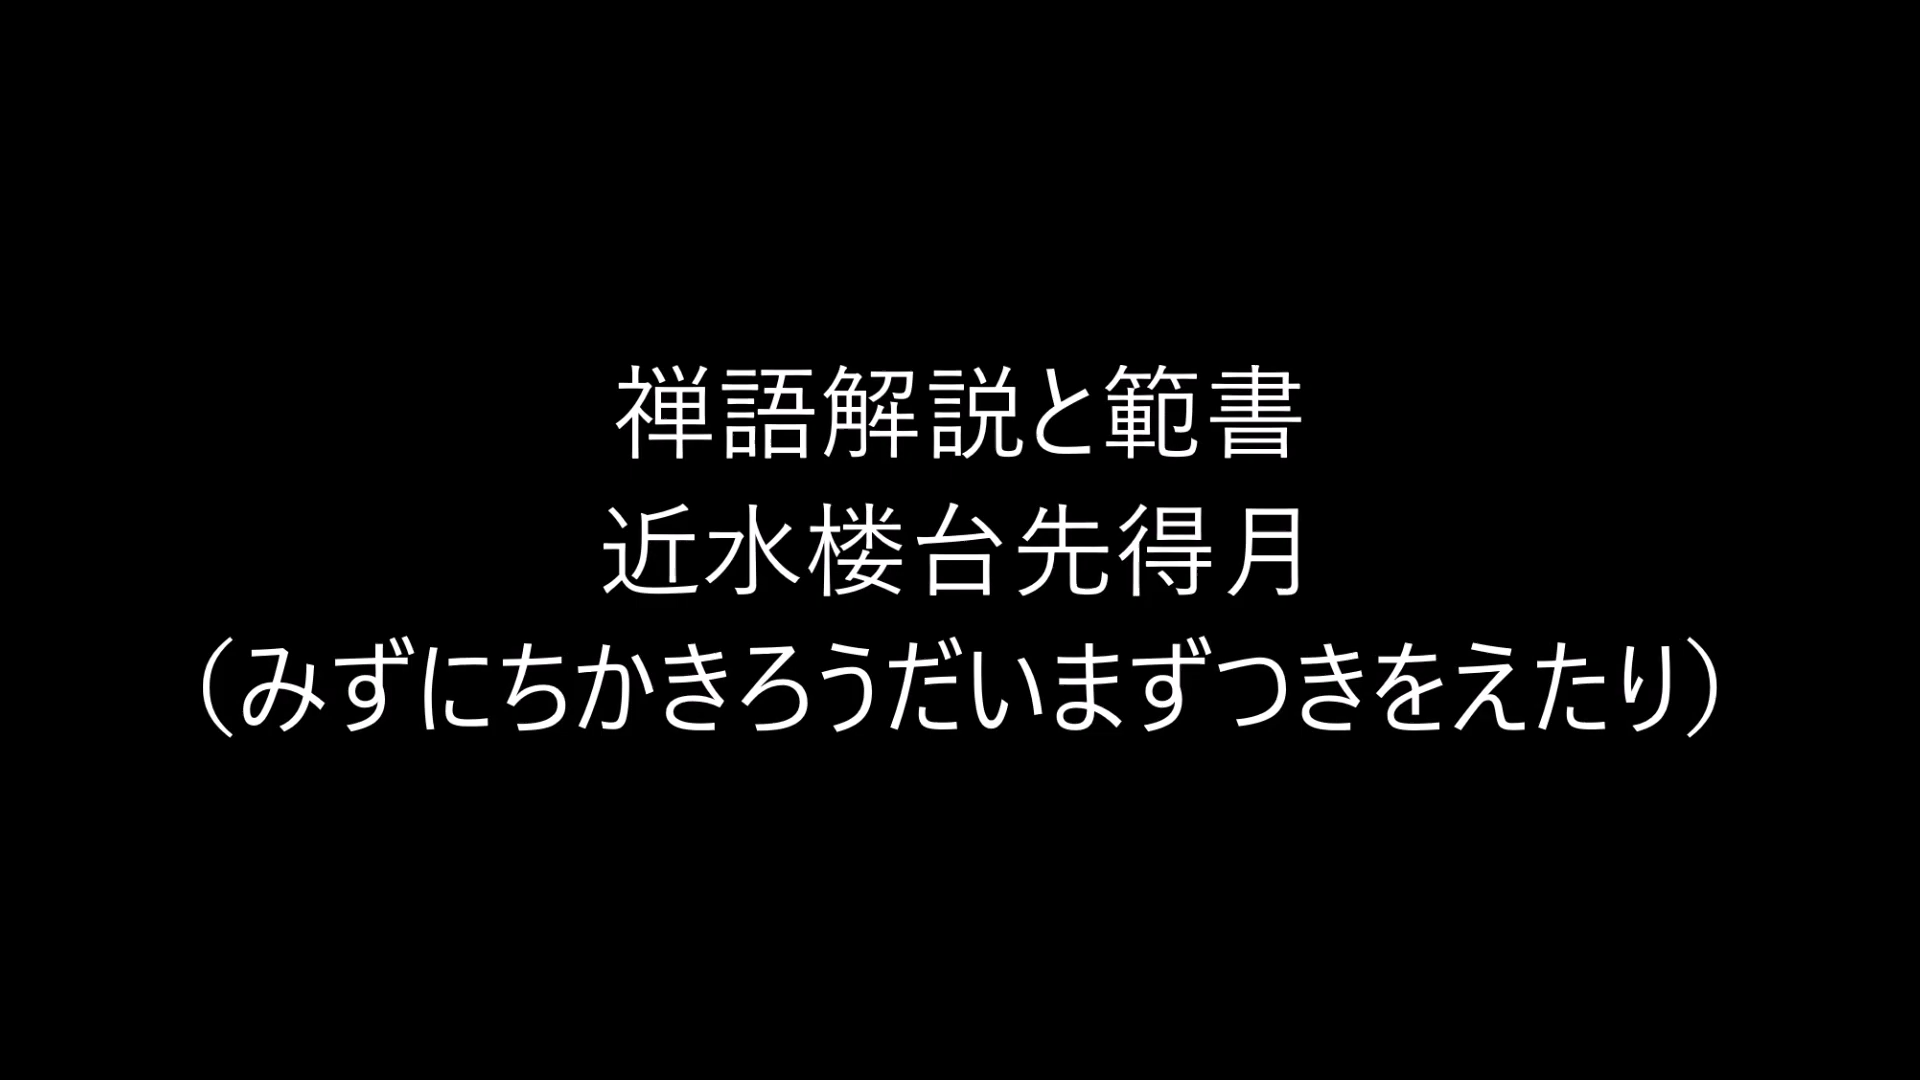 禅語解説と範書
近水楼台先得月
（みずにちかきろうだいまずつきをえたり）